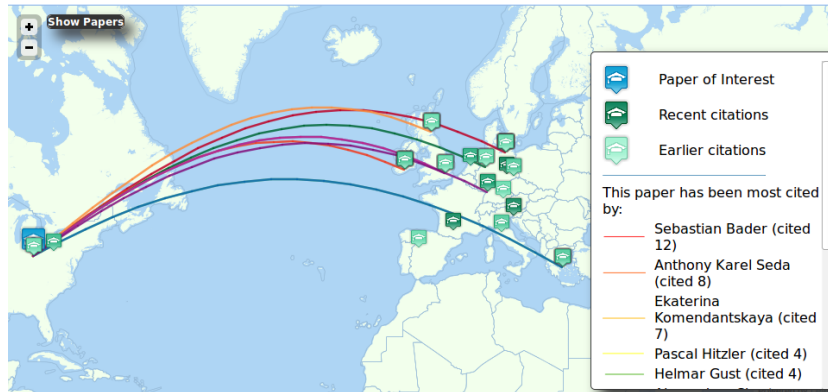 +
Show Papers
−
Paper of Interest
Recent citations
Earlier citations
This paper has been most cited
by:
Sebastian Bader (cited
12)
Anthony Karel Seda
(cited 8)
Ekaterina
Komendantskaya (cited
7)
Pascal Hitzler (cited 4)
Helmar Gust (cited 4)